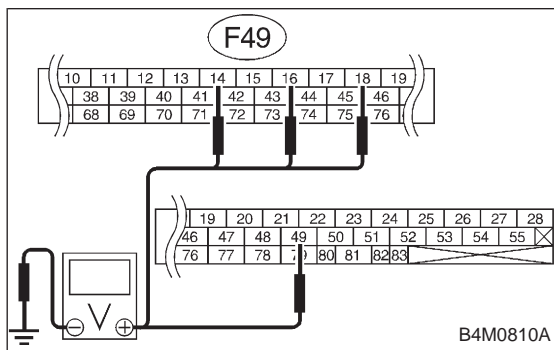 F49
10 11 12 13 14 15 16 17 18 19
38 39 40 41 42 43 44 45 46
68 69 70 71 72 73 74 75 76
19 20 21 22 23 24 25 26 27 28
46 47 48 49 50 51 52 53 54 55
76 77 78 79 80 81 82 83
V
− +
B4M0810A